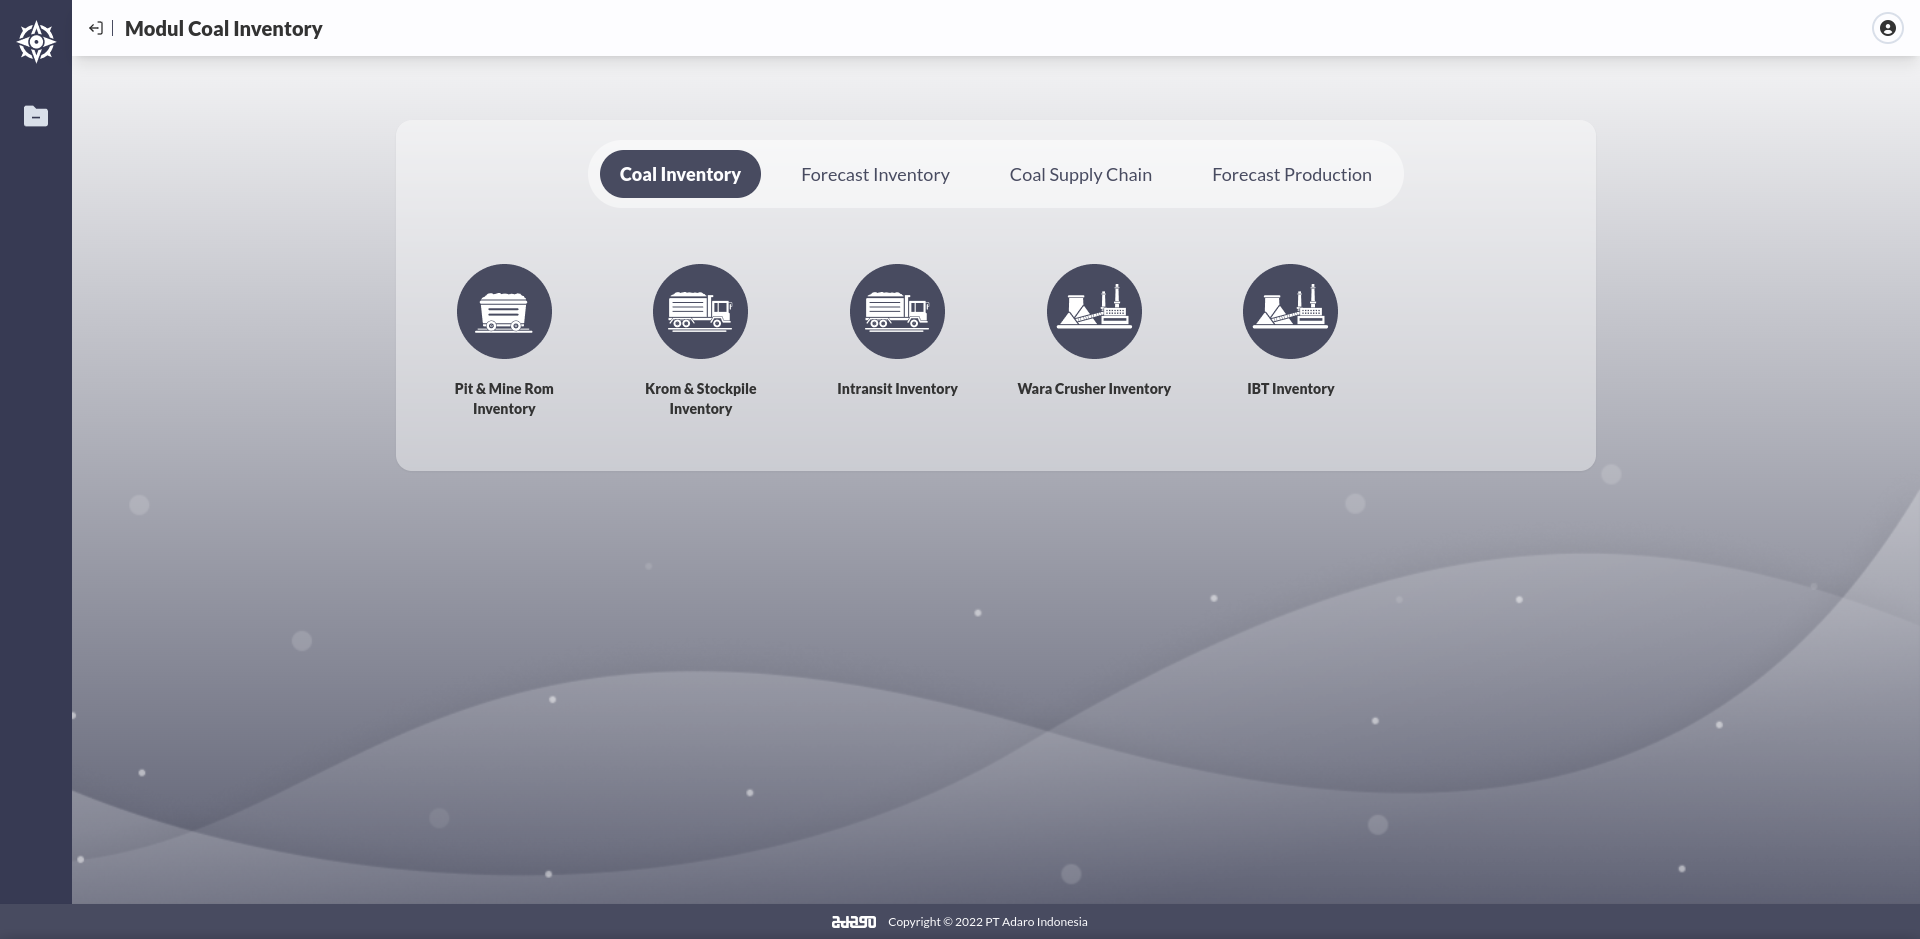 Modul Coal Inventory
Coal Inventory
Forecast Inventory
Coal Supply Chain
Forecast Production
Pit & Mine Rom
Inventory
Krom & Stockpile
Inventory
Intransit Inventory
Wara Crusher Inventory
IBT Inventory
adaro
Copyright © 2022 PT Adaro Indonesia